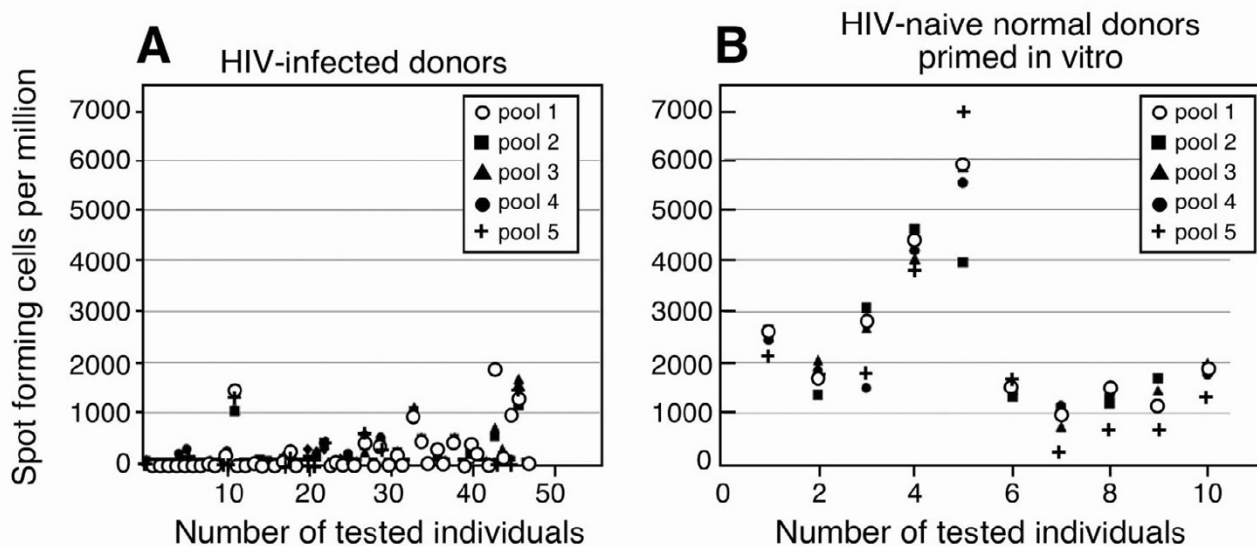 A
HIV-infected donors
Spot forming cells per million
7000
6000
5000
4000
3000
2000
1000
0
pool 1
pool 2
pool 3
pool 4
pool 5
10
20
30
40
50
Number of tested individuals
B
HIV-naive normal donors
primed in vitro
7000
6000
5000
4000
3000
2000
1000
0
pool 1
pool 2
pool 3
pool 4
pool 5
0
2
4
6
8
10
Number of tested individuals